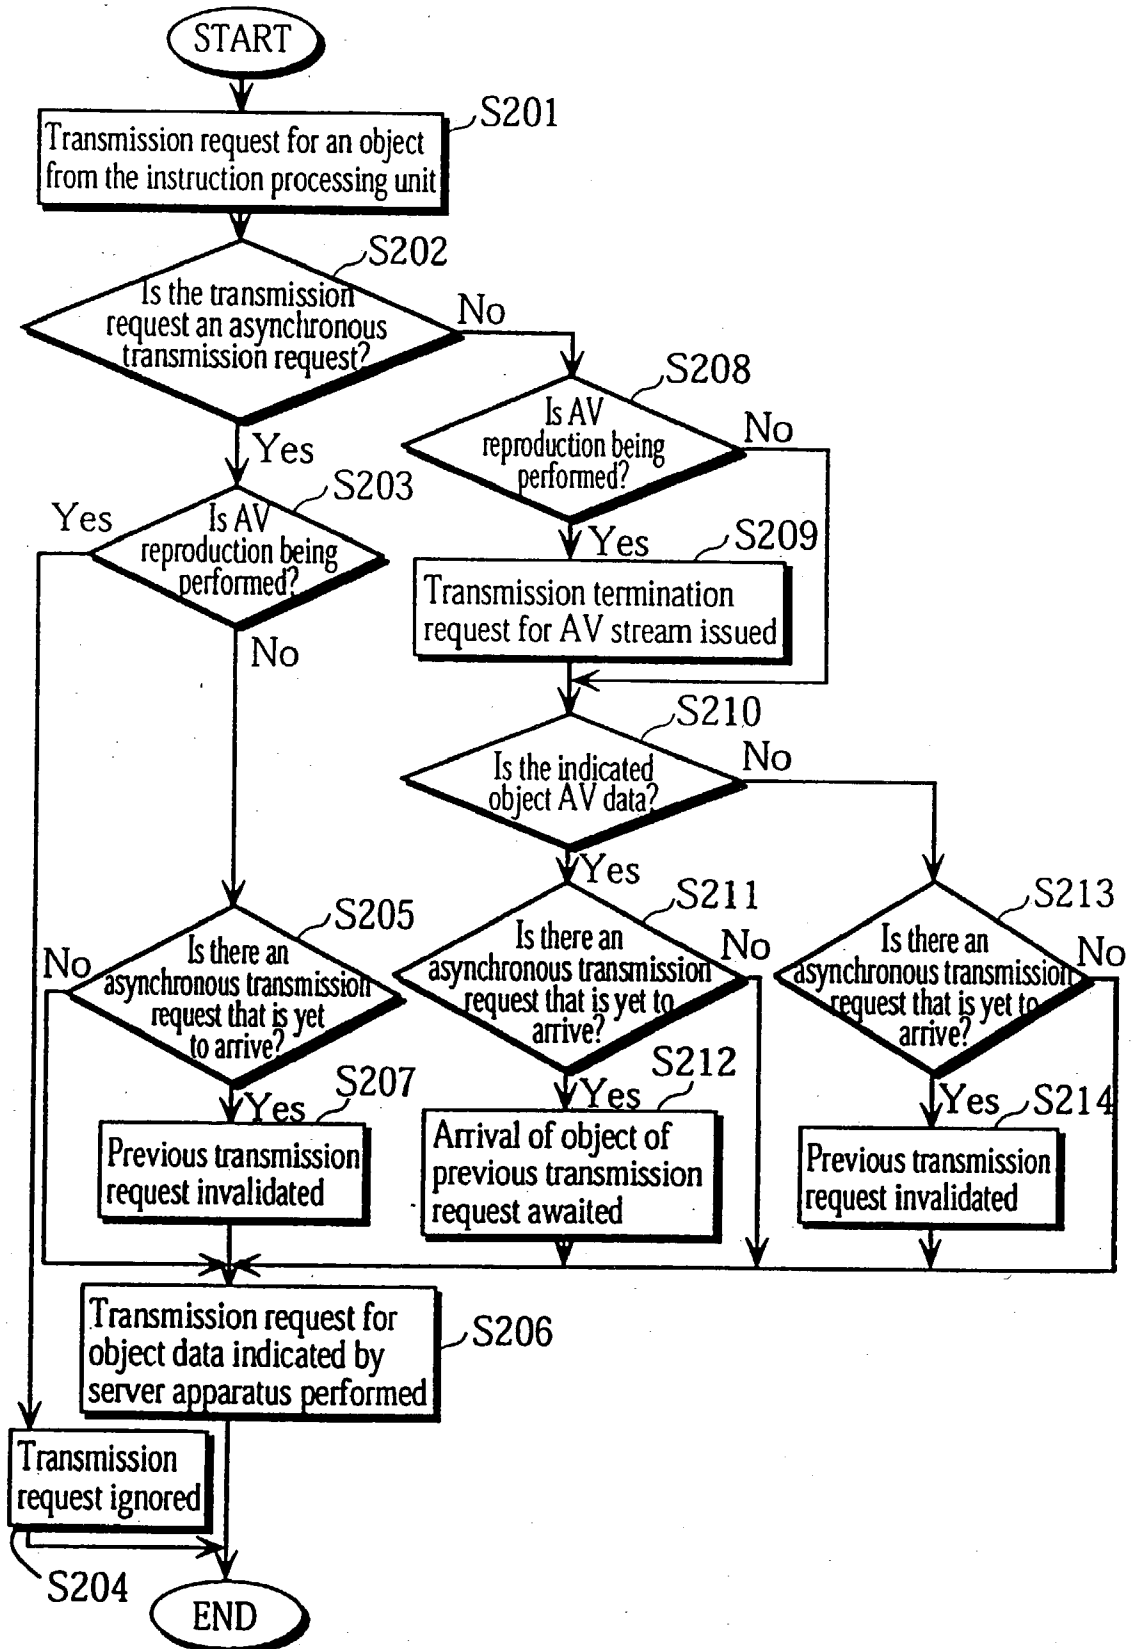 START
S201
Transmission request for an object
from the instruction processing unit
S202
Is the transmission
request an asynchronous
transmission request?
No
Yes
S208
Is AV
reproduction being
performed?
No
Yes
S203
Is AV
reproduction being
performed?
Yes
No
S209
Transmission termination
request for AV stream issued
S210
Is the indicated
object AV data?
No
Yes
S205
Is there an
asynchronous transmission
request that is yet
to arrive?
No
Yes
S211
Is there an
asynchronous transmission
request that is yet to
arrive?
No
Yes
S213
Is there an
asynchronous transmission
request that is yet to
arrive?
No
Yes
S207
Previous transmission
request invalidated
S212
Arrival of object of
previous transmission
request awaited
S214
Previous transmission
request invalidated
S206
Transmission request for
object data indicated by
server apparatus performed
Transmission
request ignored
S204
END